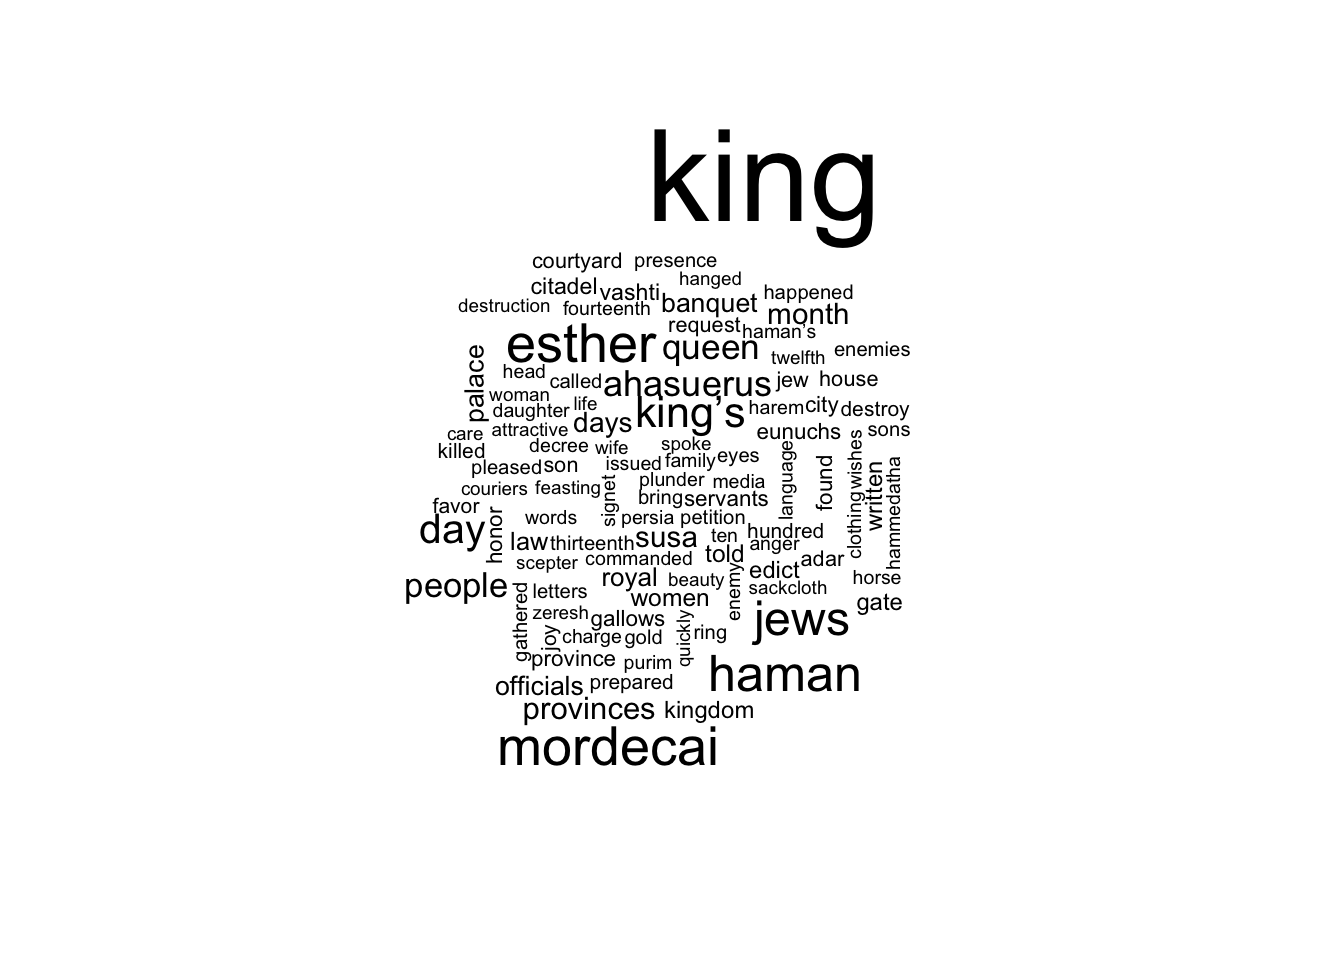 king
courtyard presence
hanged
citadel vashti banquet happened
destruction fourteenth month
request haman's
esther queen twelfth enemies
palace head called ahasuerus jew house
woman daughter life days king’s harem city destroy
care attractive eunuchs sons
killed decree wife spoke
pleased son issued family eyes language found clothing wishes written hammedatha
couriers feasting signet plunder media
bring servants
favor honor words persia petition
day law thirteenth susa ten hundred
told anger adar
scepter commanded edict
people royal beauty enemy sackcloth horse
gathered letters women gate
zeresh gallows jews
joy charge gold quickly ring
province purim haman
officials prepared
provinces kingdom
mordecai